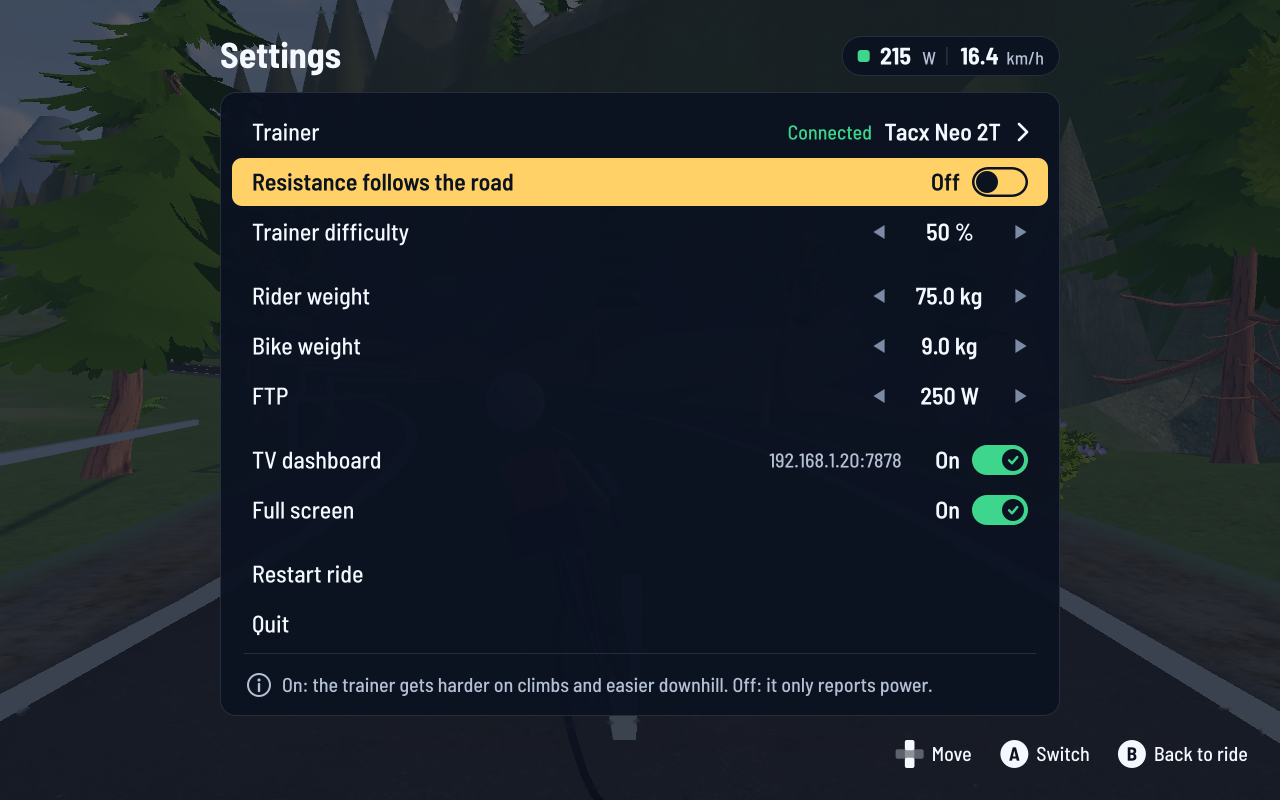 Settings
215 W 16.4 km/h
Trainer Connected Tacx Neo 2T
Resistance follows the road Off
Trainer difficulty 50 %
Rider weight 75.0 kg
Bike weight 9.0 kg
FTP 250 W
TV dashboard 192.168.1.20:7878 On
Full screen On
Restart ride
Quit
On: the trainer gets harder on climbs and easier downhill. Off: it only reports power.
Move A Switch B Back to ride